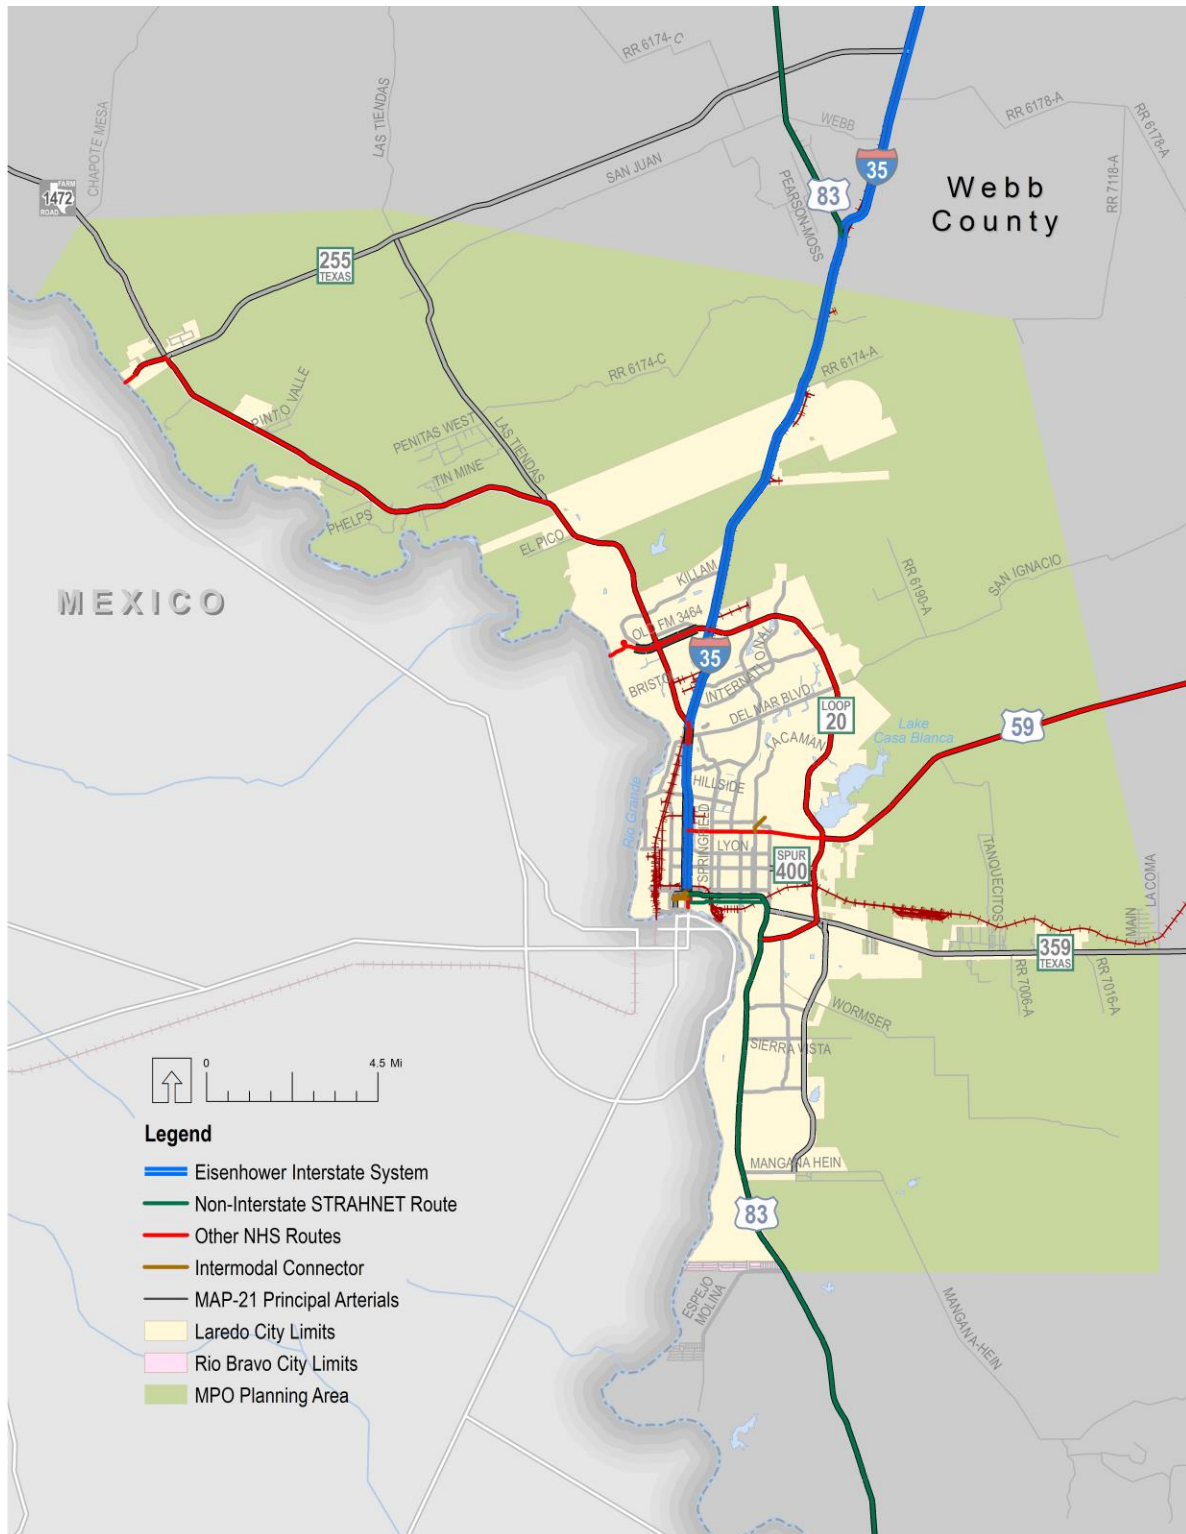 RR 6174-C
CHAPOTE MESA
LAS TIENDAS
WEBB
RR 6178-A
RR 6178-A
35
SAN JUAN
PEARSON-MOSS
83
Webb
County
RR 7118-A
FARM
1472
ROAD
255
TEXAS
RR 6174-C
RR 6174-A
PINTO VALLE
PENITAS WEST
LAS TIENDAS
TIN MINE
PHELPS
EL PICO
KILLAM
RR 6190-A
SAN IGNACIO
MEXICO
OLD FM 3464
35
INTERNATIONAL
BRISTO
DEL MAR BLVD
LOOP
20
Lake
Casa Blanca
59
LACAMAN
HILLSIDE
Rio Grande
SPRINGFIELD
LYON
SPUR
400
TANQUECITOS
LA COMA
MAIN
359
TEXAS
RR 7006-A
RR 7016-A
WORMSER
SIERRA VISTA
0
4.5 Mi
Legend
Eisenhower Interstate System
Non-Interstate STRAHNET Route
Other NHS Routes
Intermodal Connector
MAP-21 Principal Arterials
Laredo City Limits
Rio Bravo City Limits
MPO Planning Area
MANGANA HEIN
83
ESPEJO
MOLINA
MANGANA-HEIN